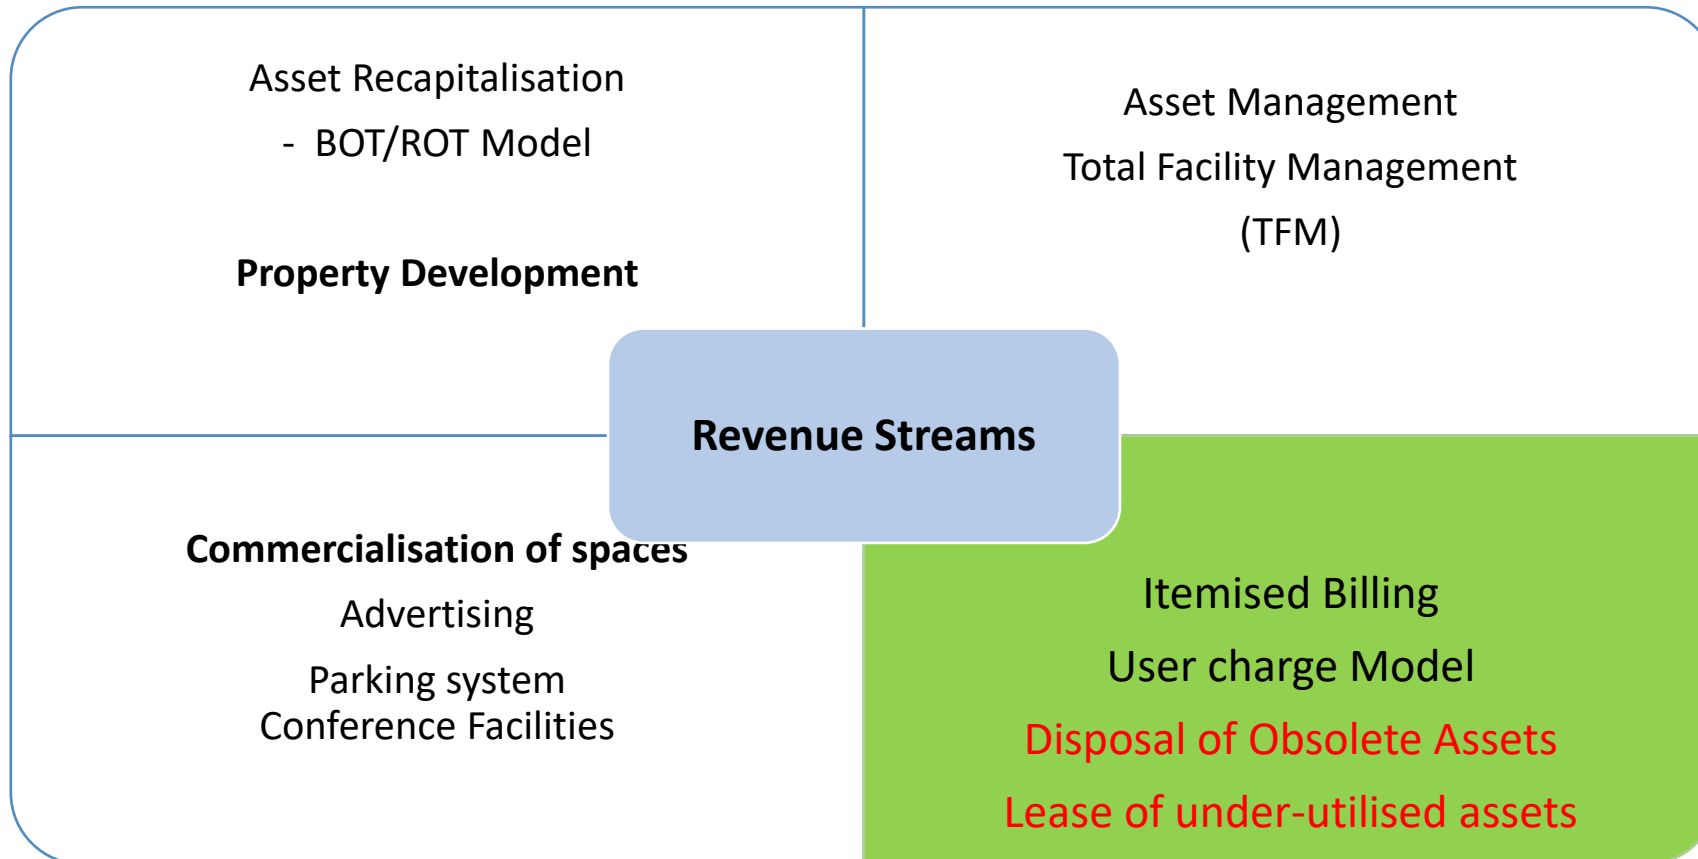 Asset Recapitalisation
- BOT/ROT Model
Property Development
Asset Management
Total Facility Management
(TFM)
Revenue Streams
Commercialisation of spaces
Advertising
Parking system
Conference Facilities
Itemised Billing
User charge Model
Disposal of Obsolete Assets
Lease of under-utilised assets